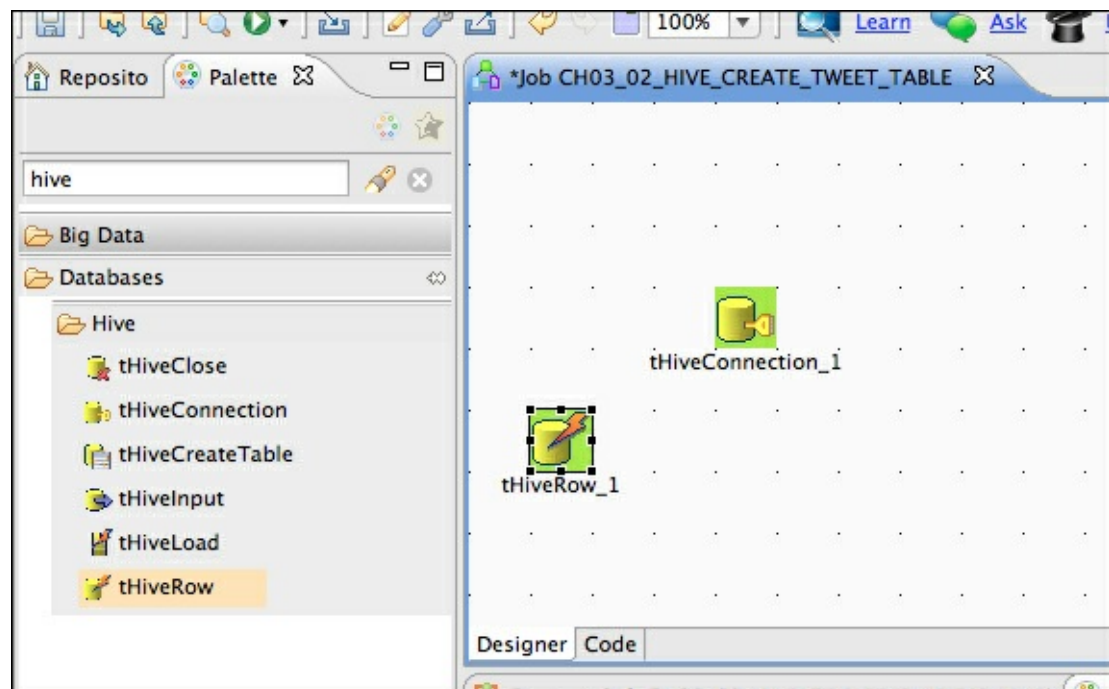 100%
Learn
Ask
Reposito
Palette
*Job CH03_02_HIVE_CREATE_TWEET_TABLE
hive
Big Data
Databases
Hive
tHiveClose
tHiveConnection
tHiveCreateTable
tHiveInput
tHiveLoad
tHiveRow
tHiveConnection_1
tHiveRow_1
Designer
Code